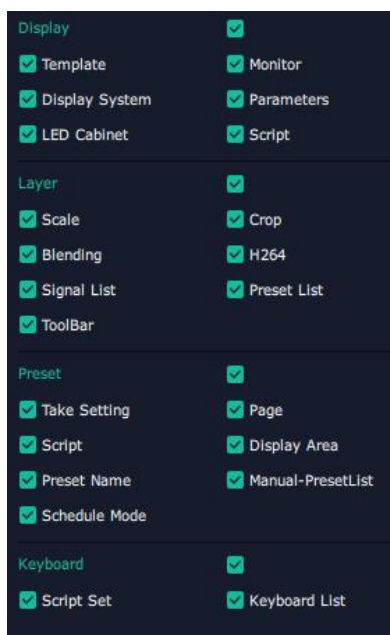 Display
Template Monitor
Display System Parameters
LED Cabinet Script
Layer
Scale Crop
Blending H264
Signal List Preset List
ToolBar
Preset
Take Setting Page
Script Display Area
Preset Name Manual-PresetList
Schedule Mode
Keyboard
Script Set Keyboard List